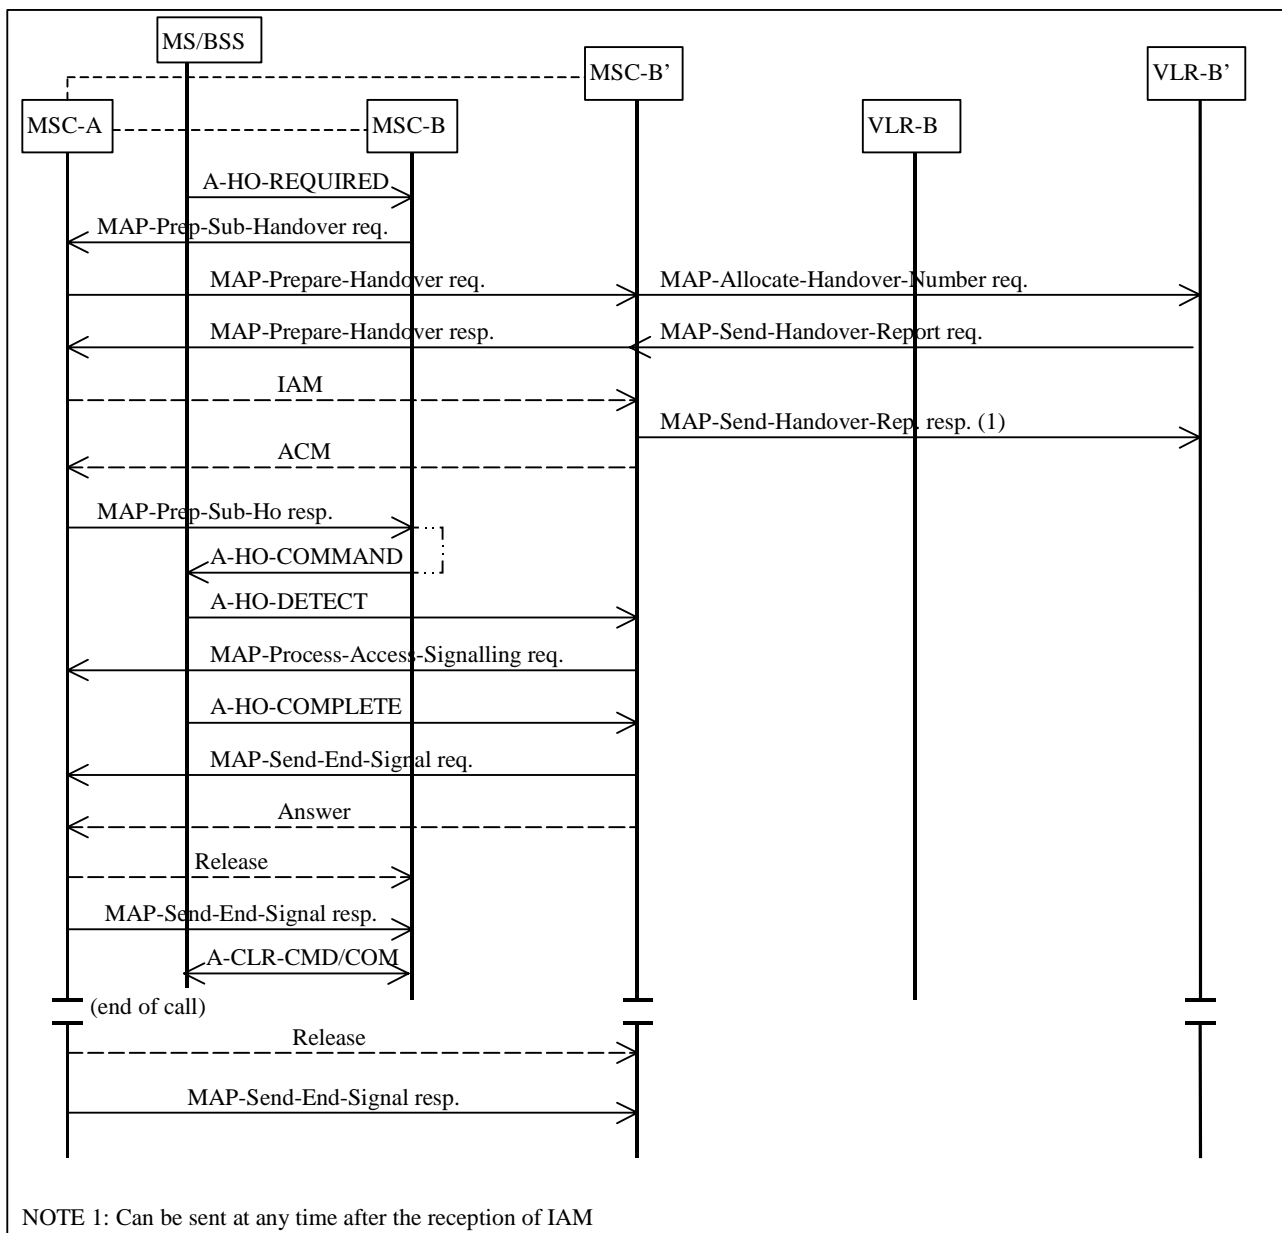 MS/BSS
MSC-B’
VLR-B’
MSC-A
MSC-B
VLR-B
A-HO-REQUIRED
MAP-Prep-Sub-Handover req.
MAP-Prepare-Handover req.
MAP-Allocate-Handover-Number req.
MAP-Prepare-Handover resp.
MAP-Send-Handover-Report req.
IAM
MAP-Send-Handover-Rep. resp. (1)
ACM
MAP-Prep-Sub-Ho resp.
A-HO-COMMAND
A-HO-DETECT
MAP-Process-Access-Signalling req.
A-HO-COMPLETE
MAP-Send-End-Signal req.
Answer
Release
MAP-Send-End-Signal resp.
A-CLR-CMD/COM
(end of call)
Release
MAP-Send-End-Signal resp.
NOTE 1: Can be sent at any time after the reception of IAM